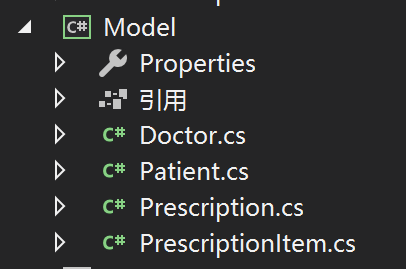 C# Model
Properties
引用
C# Doctor.cs
C# Patient.cs
C# Prescription.cs
C# PrescriptionItem.cs